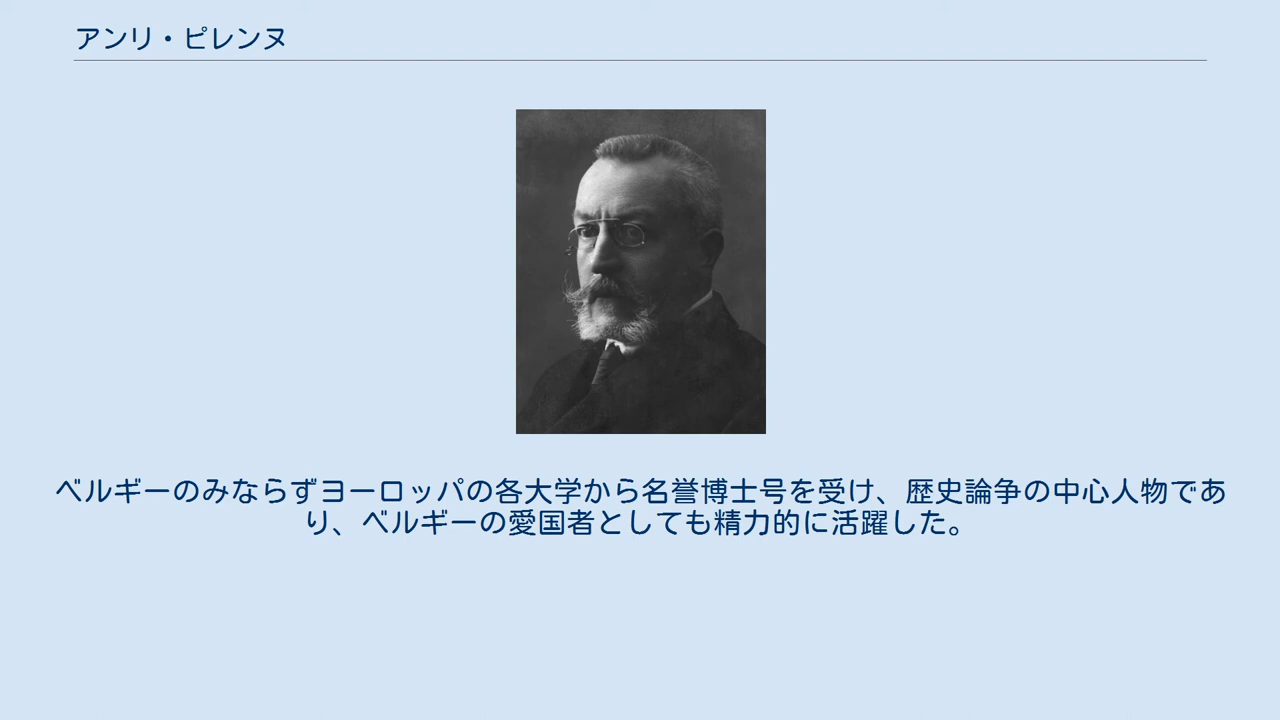 アンリ・ピレンヌ
ベルギーのみならずヨーロッパの各大学から名誉博士号を受け、歴史論争の中心人物であ
り、ベルギーの愛国者としても精力的に活躍した。